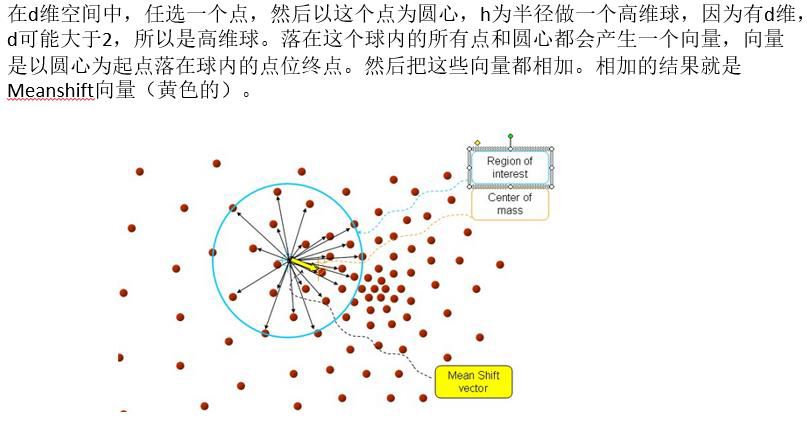 在d维空间中，任选一个点，然后以这个点为圆心，h为半径做一个高维球，因为有d维，
d可能大于2，所以是高维球。落在这个球内的所有点和圆心都会产生一个向量，向量
是以圆心为起点落在球内的点位终点。然后把这些向量都相加。相加的结果就是
Meanshift向量（黄色的）。
Region of
interest
Center of
mass
Mean Shift
vector